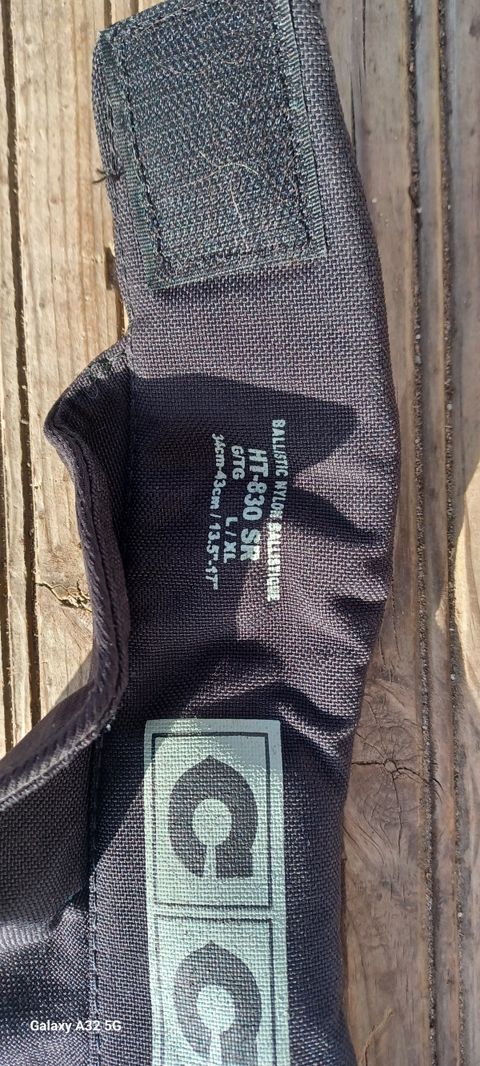 BALLISTIC NYLON BALLISTIQUE
HT-830 SR
G/TG L/XL
34cm-43cm / 13.5"-17"
Galaxy A32 5G